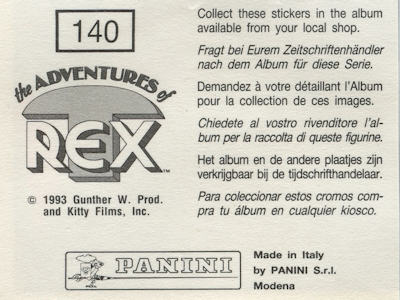 140
the ADVENTURES of
REX™
© 1993 Gunther W. Prod.
and Kitty Films, Inc.
Collect these stickers in the album
available from your local shop.
Fragt bei Eurem Zeitschriftenhändler
nach dem Album für diese Serie.
Demandez à votre détaillant l'Album
pour la collection de ces images.
Chiedete al vostro rivenditore l'al-
bum per la raccolta di queste figurine.
Het album en de andere plaatjes zijn
verkrijgbaar bij de tijdschrifthandelaar.
Para coleccionar estos cromos com-
pra tu álbum en cualquier kiosco.
PANINI
Made in Italy
by PANINI S.r.l.
Modena